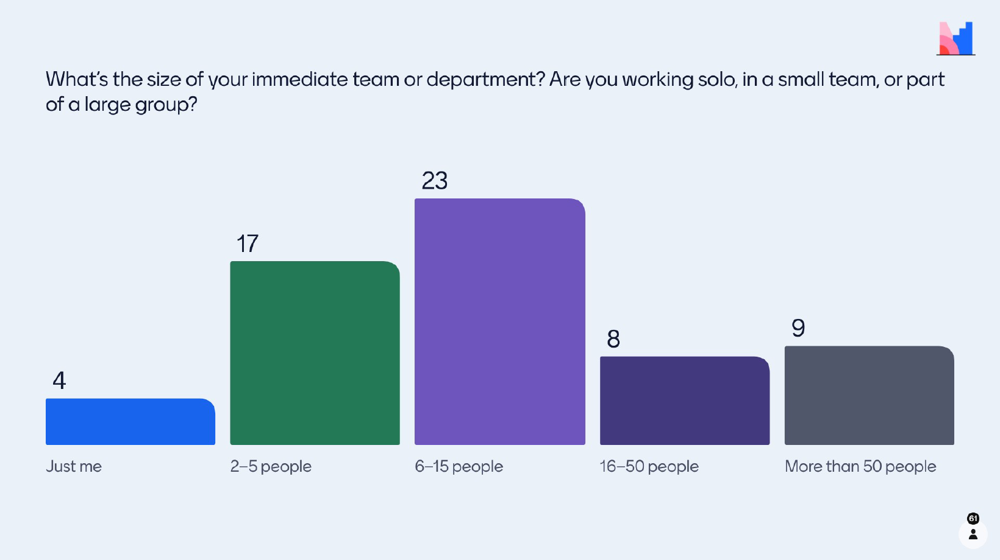 What's the size of your immediate team or department? Are you working solo, in a small team, or part
of a large group?
23
17
9
8
4
Just me
2–5 people
6–15 people
16–50 people
More than 50 people
61